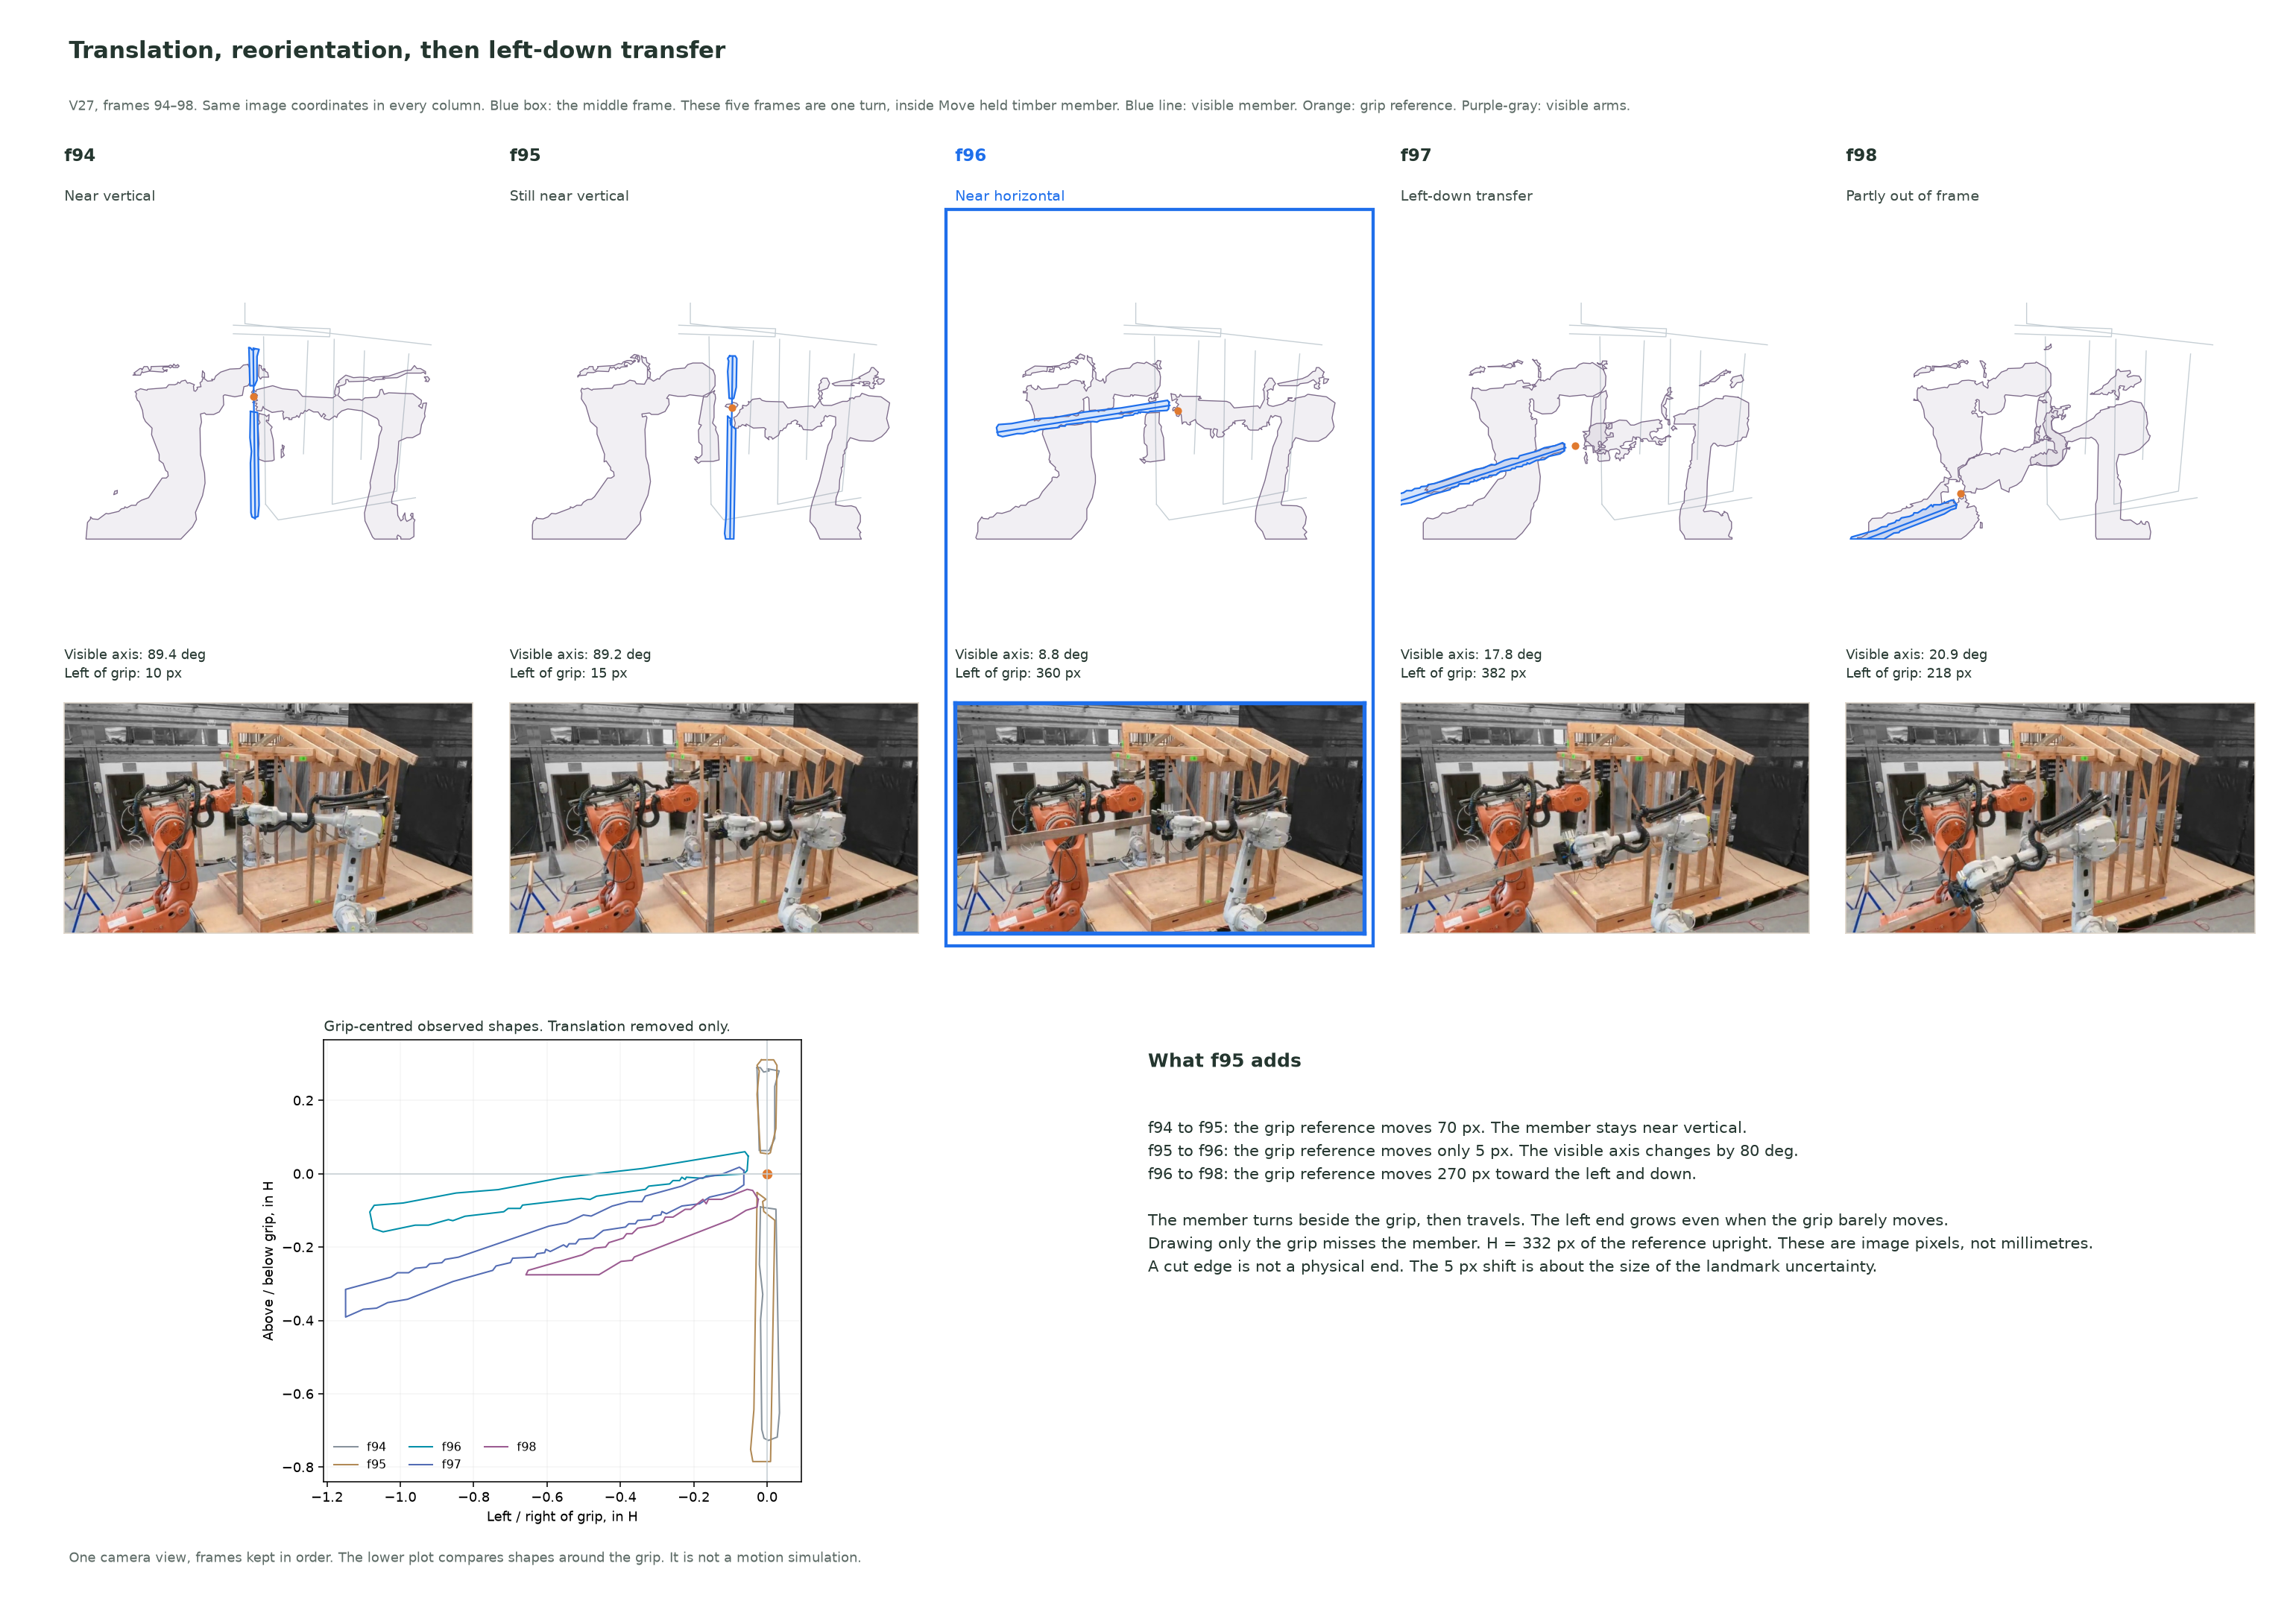 Translation, reorientation, then left-down transfer
V27, frames 94–98. Same image coordinates in every column. Blue box: the middle frame. These five frames are one turn, inside Move held timber member. Blue line: visible member. Orange: grip reference. Purple-gray: visible arms.
f94
Near vertical
f95
Still near vertical
f96
Near horizontal
f97
Left-down transfer
f98
Partly out of frame
Visible axis: 89.4 deg
Left of grip: 10 px
Visible axis: 89.2 deg
Left of grip: 15 px
Visible axis: 8.8 deg
Left of grip: 360 px
Visible axis: 17.8 deg
Left of grip: 382 px
Visible axis: 20.9 deg
Left of grip: 218 px
Grip-centred observed shapes. Translation removed only.
Above / below grip, in H
0.2
0.0
−0.2
−0.4
−0.6
−0.8
f94
f95
f96
f97
f98
−1.2
−1.0
−0.8
−0.6
−0.4
−0.2
0.0
Left / right of grip, in H
What f95 adds
f94 to f95: the grip reference moves 70 px. The member stays near vertical.
f95 to f96: the grip reference moves only 5 px. The visible axis changes by 80 deg.
f96 to f98: the grip reference moves 270 px toward the left and down.
The member turns beside the grip, then travels. The left end grows even when the grip barely moves.
Drawing only the grip misses the member. H = 332 px of the reference upright. These are image pixels, not millimetres.
A cut edge is not a physical end. The 5 px shift is about the size of the landmark uncertainty.
One camera view, frames kept in order. The lower plot compares shapes around the grip. It is not a motion simulation.